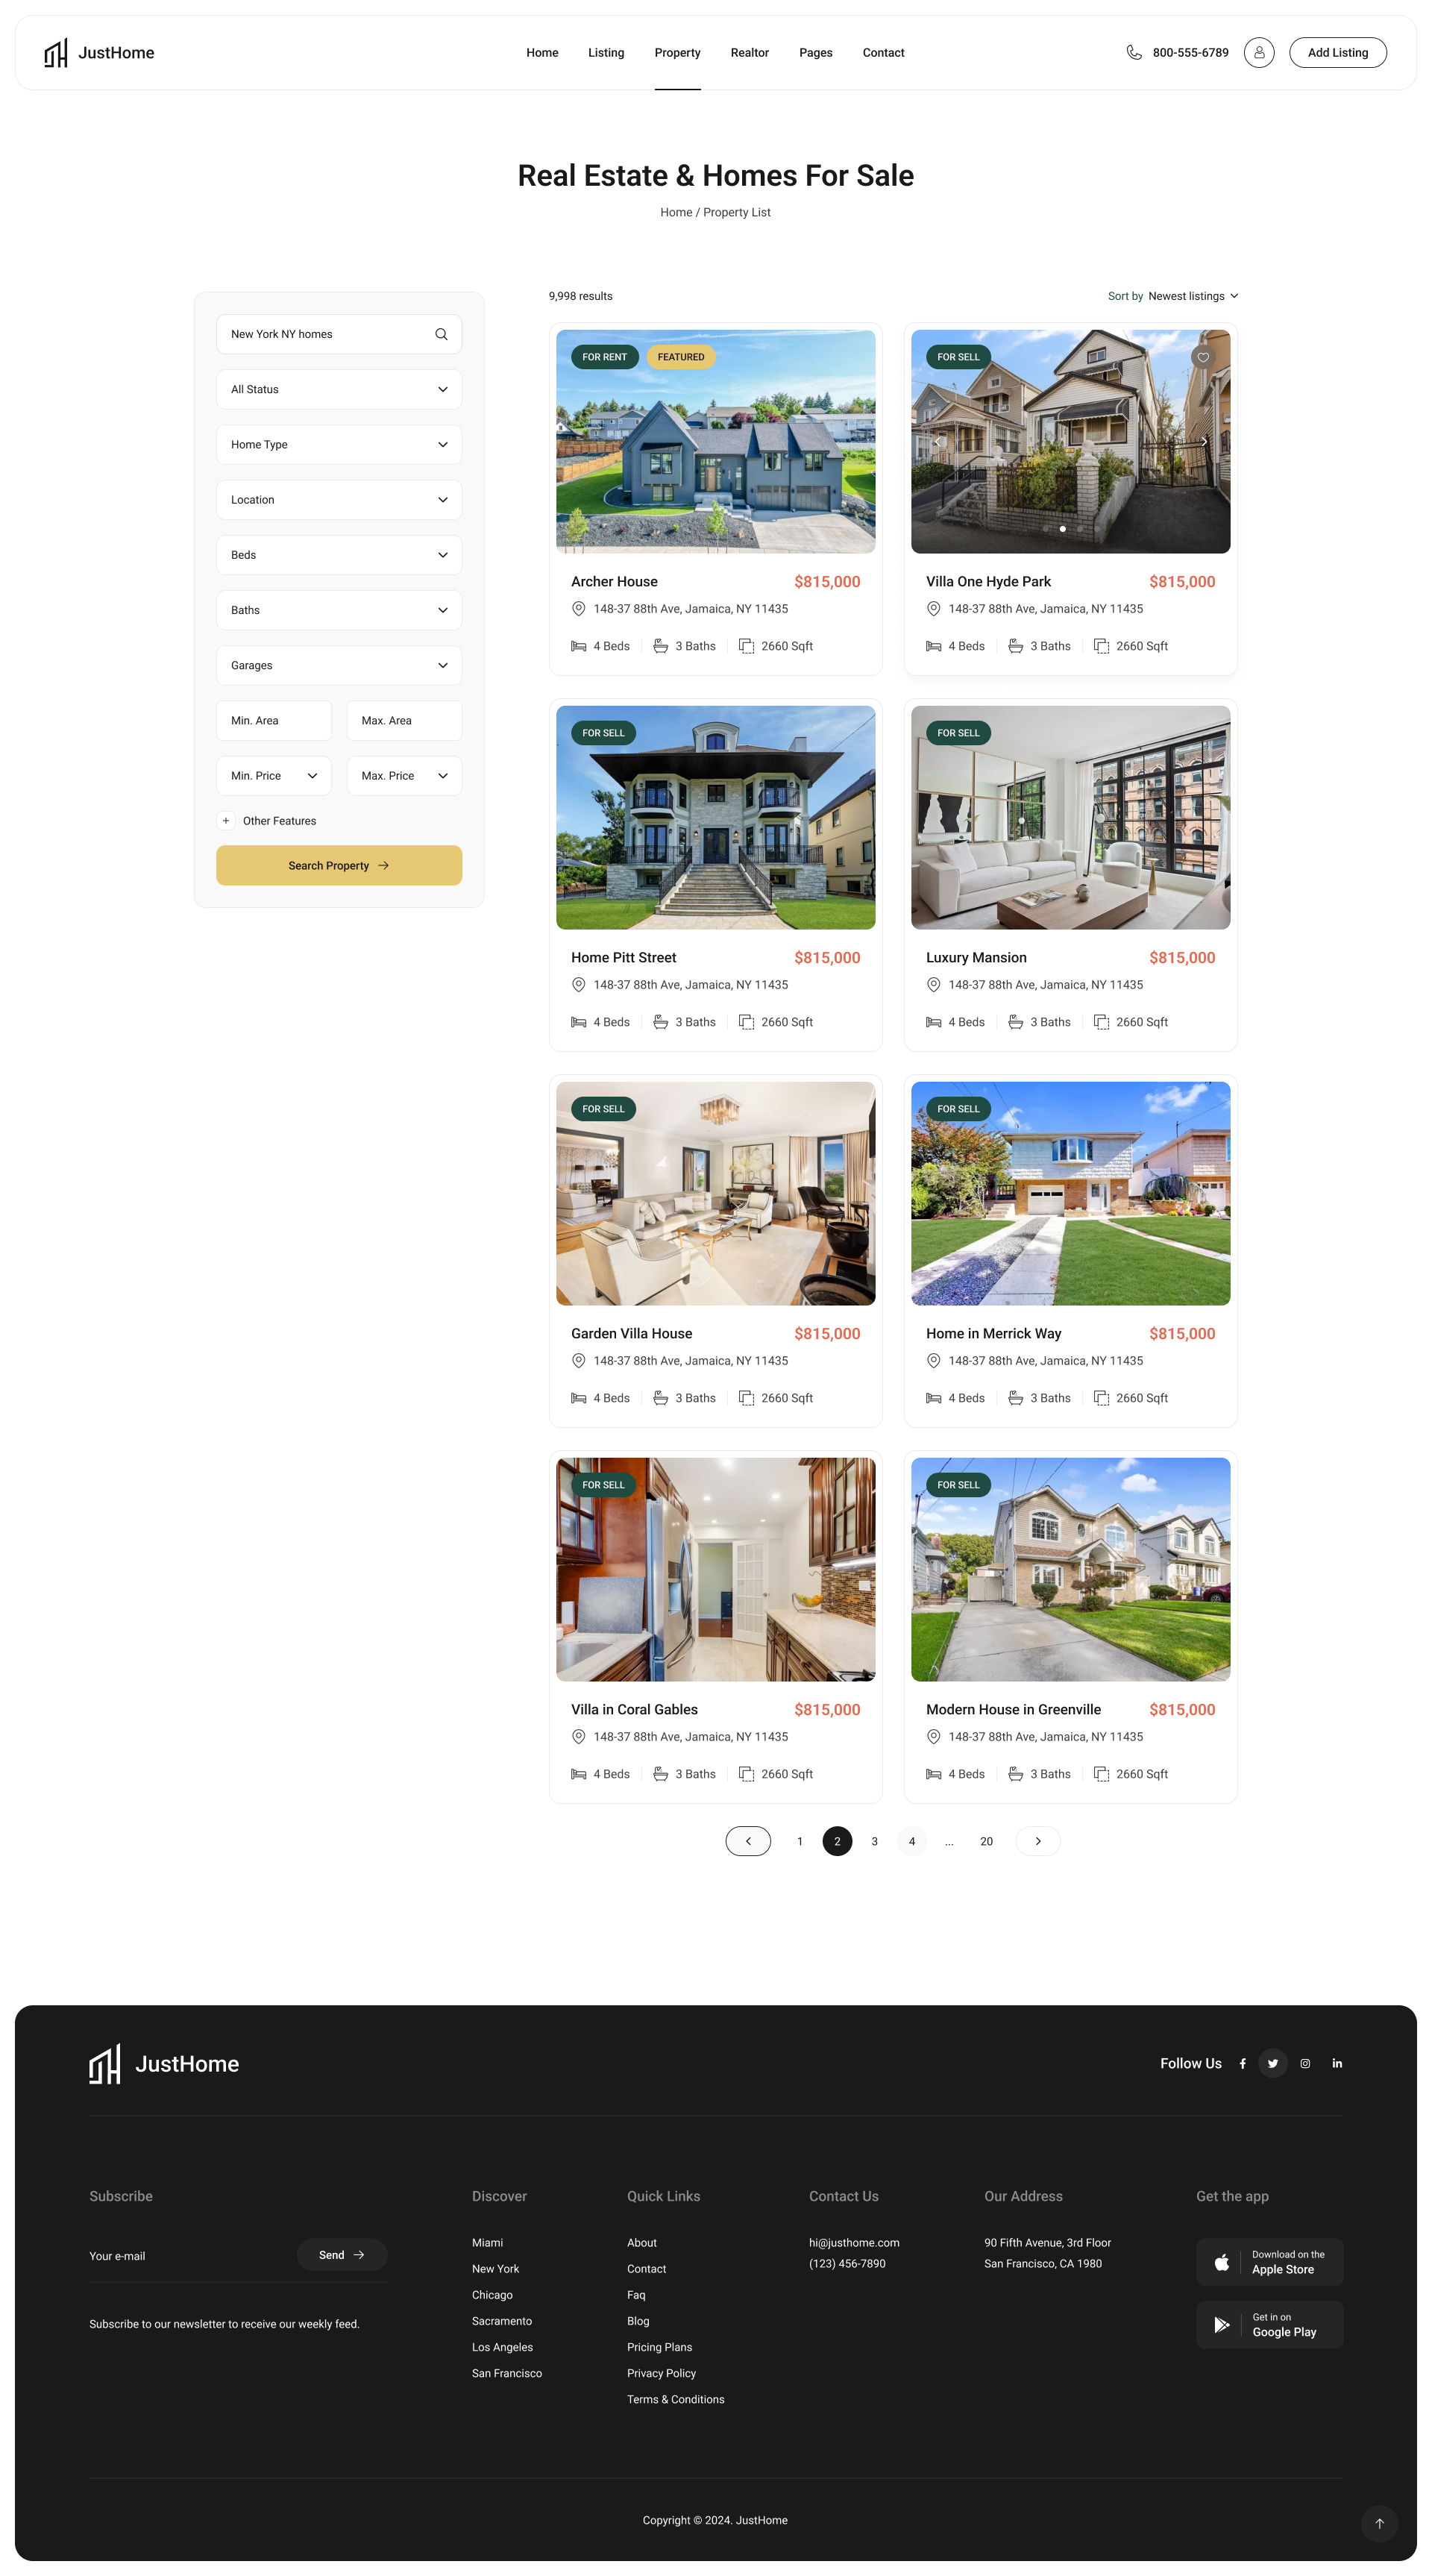 JustHome
Home Listing Property Realtor Pages Contact
800-555-6789
Add Listing
Real Estate & Homes For Sale
Home / Property List
New York NY homes
All Status
Home Type
Location
Beds
Baths
Garages
Min. Area Max. Area
Min. Price Max. Price
Other Features
Search Property
9,998 results
Sort by Newest listings
FOR RENT FEATURED
Archer House $815,000
148-37 88th Ave, Jamaica, NY 11435
4 Beds 3 Baths 2660 Sqft
FOR SELL
Villa One Hyde Park $815,000
148-37 88th Ave, Jamaica, NY 11435
4 Beds 3 Baths 2660 Sqft
FOR SELL
Home Pitt Street $815,000
148-37 88th Ave, Jamaica, NY 11435
4 Beds 3 Baths 2660 Sqft
FOR SELL
Luxury Mansion $815,000
148-37 88th Ave, Jamaica, NY 11435
4 Beds 3 Baths 2660 Sqft
FOR SELL
Garden Villa House $815,000
148-37 88th Ave, Jamaica, NY 11435
4 Beds 3 Baths 2660 Sqft
FOR SELL
Home in Merrick Way $815,000
148-37 88th Ave, Jamaica, NY 11435
4 Beds 3 Baths 2660 Sqft
FOR SELL
Villa in Coral Gables $815,000
148-37 88th Ave, Jamaica, NY 11435
4 Beds 3 Baths 2660 Sqft
FOR SELL
Modern House in Greenville $815,000
148-37 88th Ave, Jamaica, NY 11435
4 Beds 3 Baths 2660 Sqft
1 2 3 4 ... 20
JustHome
Follow Us
Subscribe
Your e-mail
Send
Subscribe to our newsletter to receive our weekly feed.
Discover
Miami
New York
Chicago
Sacramento
Los Angeles
San Francisco
Quick Links
About
Contact
Faq
Blog
Pricing Plans
Privacy Policy
Terms & Conditions
Contact Us
hi@justhome.com
(123) 456-7890
Our Address
90 Fifth Avenue, 3rd Floor
San Francisco, CA 1980
Get the app
Download on the
Apple Store
Get in on
Google Play
Copyright © 2024. JustHome